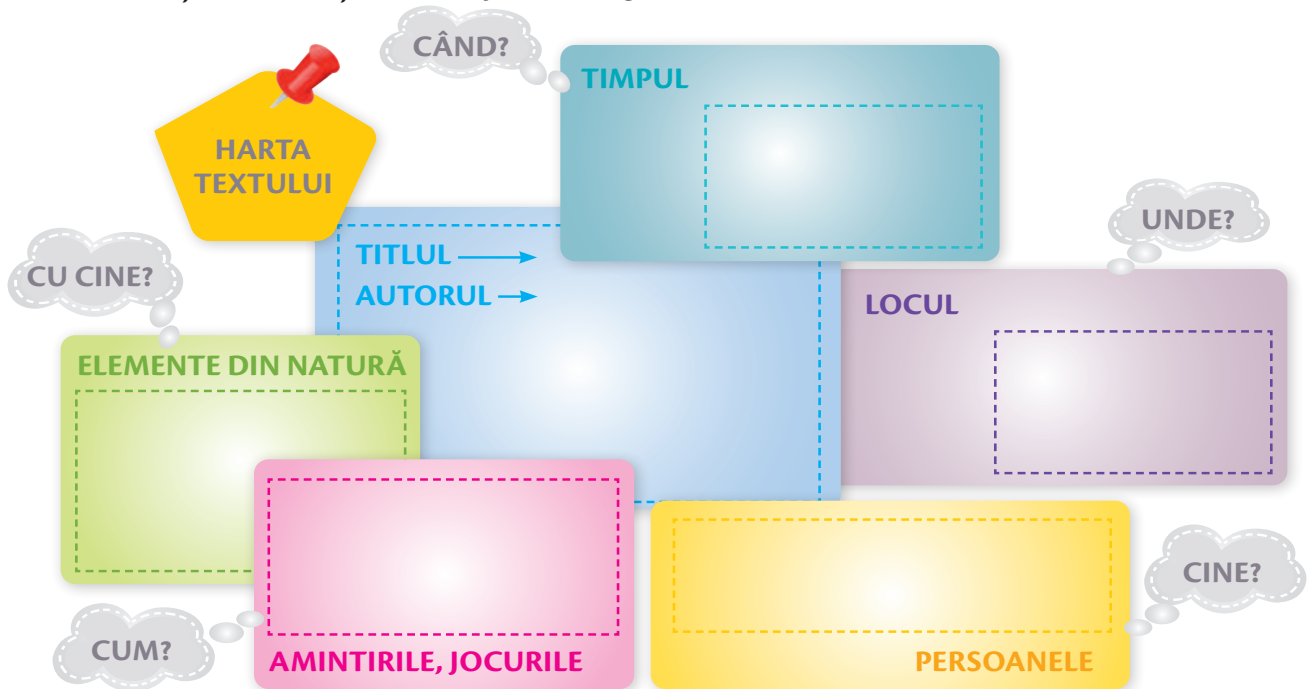 CÂND?
TIMPUL
HARTA
TEXTULUI
UNDE?
TITLUL
CU CINE?
AUTORUL
LOCUL
ELEMENTE DIN NATURĂ
CINE?
CUM?
AMINTIRILE, JOCURILE
PERSOANELE